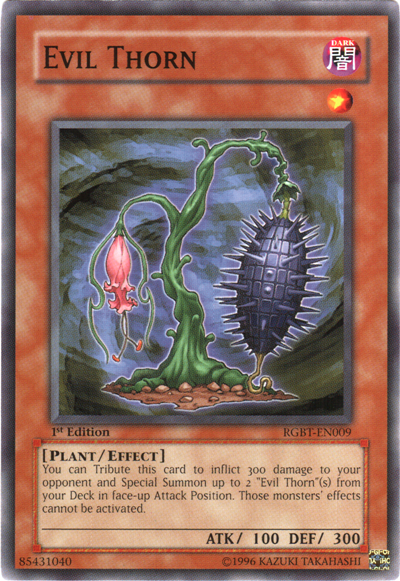 EVIL THORN
DARK
闇
1st Edition
RGBT-EN009
[PLANT/EFFECT]
You can Tribute this card to inflict 300 damage to your
opponent and Special Summon up to 2 "Evil Thorn"(s) from
your Deck in face-up Attack Position. Those monsters' effects
cannot be activated.
ATK/ 100 DEF/ 300
85431040
©1996 KAZUKI TAKAHASHI